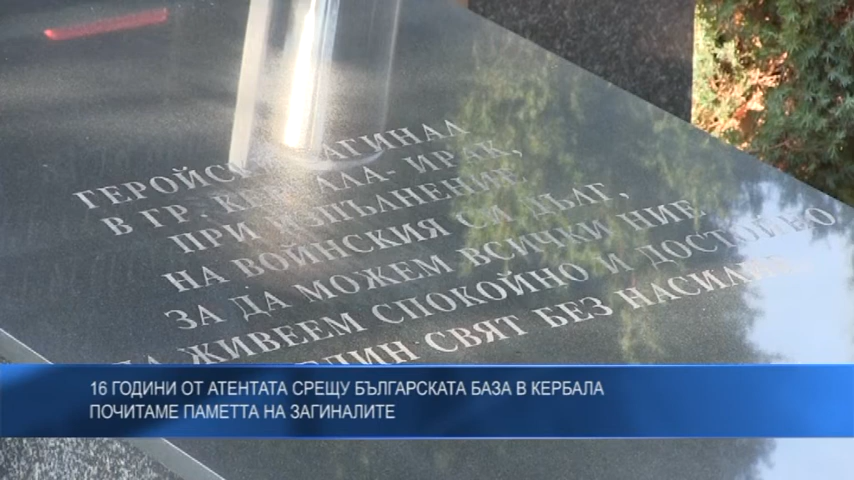 ГЕРОЙСКИ ЗАГИНАЛ
В ГР. КЕРБАЛА- ИРАК,
ПРИ ИЗПЪЛНЕНИЕ
НА ВОЙНСКИЯ СИ ДЪЛГ,
ЗА ДА МОЖЕМ ВСИЧКИ НИЕ
ДА ЖИВЕЕМ СПОКОЙНО И ДОСТОЙНО
ЕДИН СВЯТ БЕЗ НАСИЛИЕ
16 ГОДИНИ ОТ АТЕНТАТА СРЕЩУ БЪЛГАРСКАТА БАЗА В КЕРБАЛА
ПОЧИТАМЕ ПАМЕТТА НА ЗАГИНАЛИТЕ